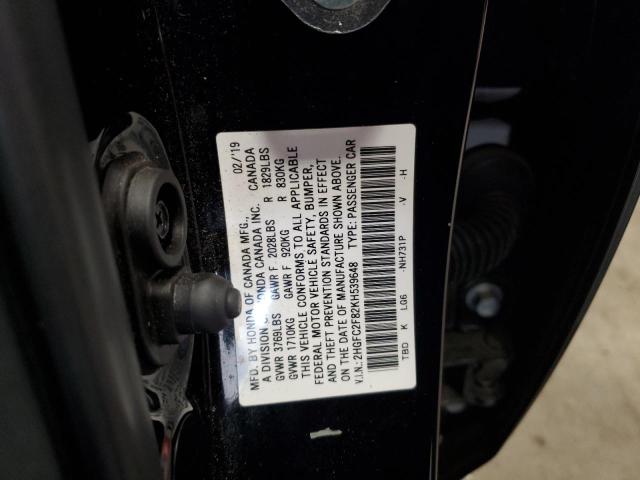 MFD. BY HONDA OF CANADA MFG., 02/'19
A DIVISION HONDA CANADA INC. CANADA
GVWR 3769LBS GAWR F 2028LBS R 1829LBS
GVWR 1710KG GAWR F 920KG R 830KG
THIS VEHICLE CONFORMS TO ALL APPLICABLE
FEDERAL MOTOR VEHICLE SAFETY, BUMPER,
AND THEFT PREVENTION STANDARDS IN EFFECT
ON THE DATE OF MANUFACTURE SHOWN ABOVE.
V.I.N.: 2HGFC2F82KH539648 TYPE: PASSENGER CAR
TBD K LG6 -NH731P -V -H